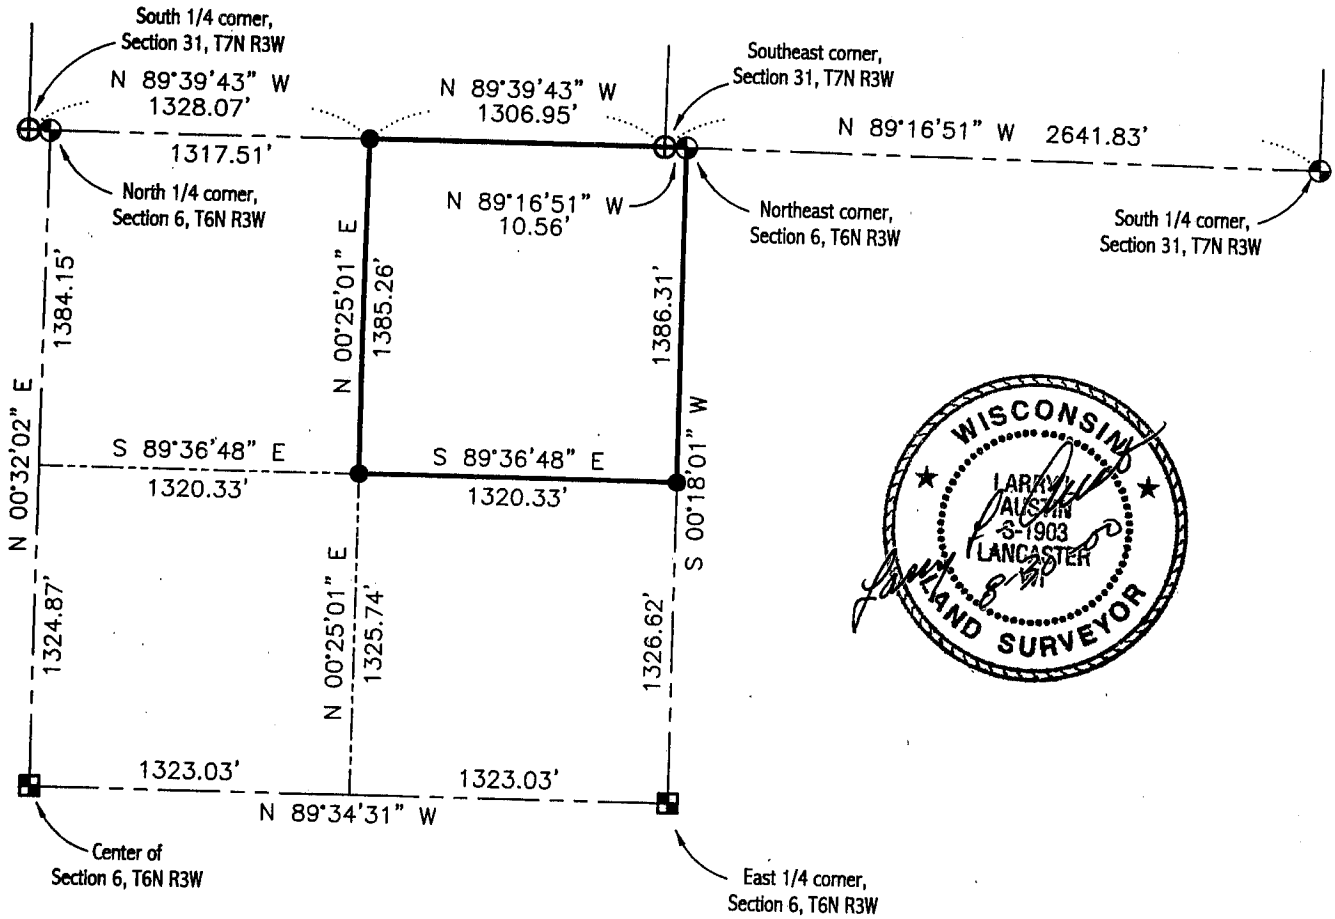 South 1/4 corner,
Section 31, T7N R3W
N 89°39'43" W
1328.07'
1317.51'
North 1/4 corner,
Section 6, T6N R3W
N 89°39'43" W
1306.95'
Southeast corner,
Section 31, T7N R3W
N 89°16'51" W 2641.83'
N 89°16'51" W
10.56'
Northeast corner,
Section 6, T6N R3W
South 1/4 corner,
Section 31, T7N R3W
1384.15'
N 00°25'01" E
1385.26'
1386.31'
N 00°32'02" E
S 89°36'48" E
1320.33'
S 89°36'48" E
1320.33'
S 00°18'01" W
1324.87'
N 00°25'01" E
1325.74'
1326.62'
1323.03'
1323.03'
N 89°34'31" W
Center of
Section 6, T6N R3W
East 1/4 corner,
Section 6, T6N R3W
WISCONSIN
LARRY
AUSTIN
S-1903
LANCASTER
LAND SURVEYOR